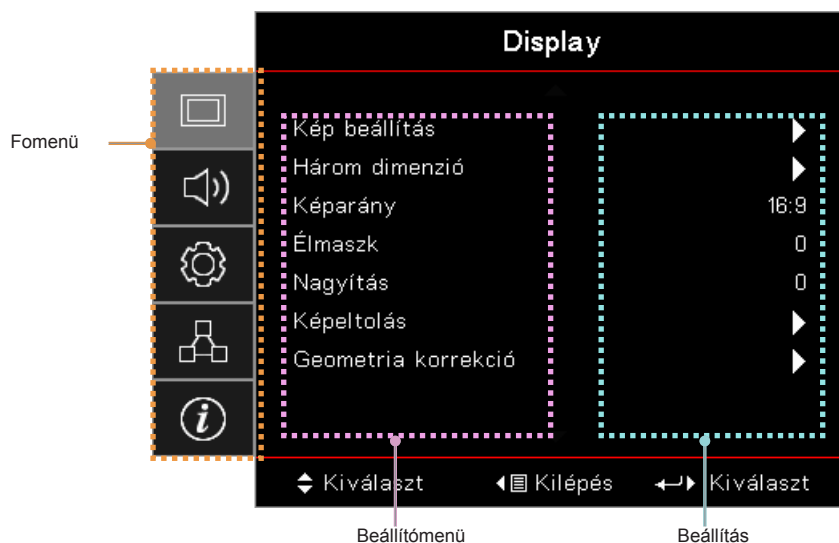 Display
Fomenü
Kép beállítás
Három dimenzió
Képarány 16:9
Élmaszk 0
Nagyítás 0
Képeltolás
Geometria korrekció
i
Kiválaszt Kilépés Kiválaszt
Beállítómenü Beállítás